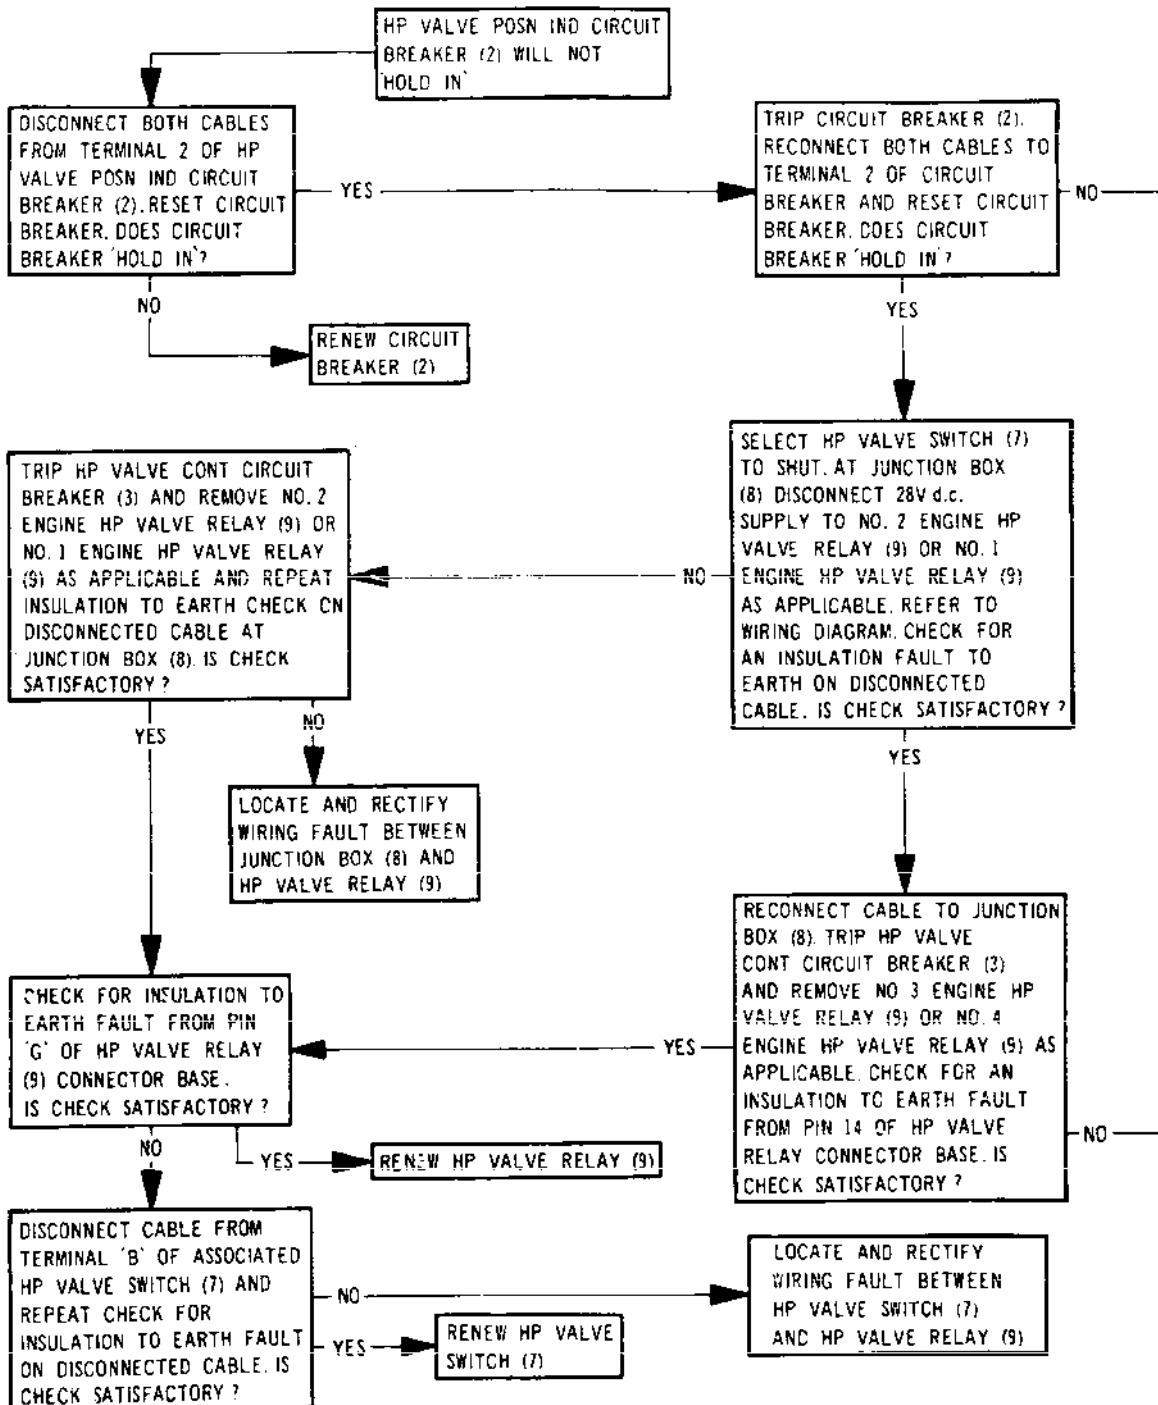 HP VALVE POSN IND CIRCUIT
BREAKER (2) WILL NOT
'HOLD IN'
DISCONNECT BOTH CABLES
FROM TERMINAL 2 OF HP
VALVE POSN IND CIRCUIT
BREAKER (2). RESET CIRCUIT
BREAKER. DOES CIRCUIT
BREAKER 'HOLD IN'?
YES
TRIP CIRCUIT BREAKER (2).
RECONNECT BOTH CABLES TO
TERMINAL 2 OF CIRCUIT
BREAKER AND RESET CIRCUIT
BREAKER. DOES CIRCUIT
BREAKER 'HOLD IN'?
NO
NO
YES
RENEW CIRCUIT
BREAKER (2)
TRIP HP VALVE CONT CIRCUIT
BREAKER (3) AND REMOVE NO. 2
ENGINE HP VALVE RELAY (9) OR
NO. 1 ENGINE HP VALVE RELAY
(9) AS APPLICABLE AND REPEAT
INSULATION TO EARTH CHECK ON
DISCONNECTED CABLE AT
JUNCTION BOX (8). IS CHECK
SATISFACTORY?
NO
SELECT HP VALVE SWITCH (7)
TO SHUT. AT JUNCTION BOX
(8) DISCONNECT 28V d.c.
SUPPLY TO NO. 2 ENGINE HP
VALVE RELAY (9) OR NO. 1
ENGINE HP VALVE RELAY (9)
AS APPLICABLE. REFER TO
WIRING DIAGRAM. CHECK FOR
AN INSULATION FAULT TO
EARTH ON DISCONNECTED
CABLE. IS CHECK SATISFACTORY?
YES
NO
YES
LOCATE AND RECTIFY
WIRING FAULT BETWEEN
JUNCTION BOX (8) AND
HP VALVE RELAY (9)
RECONNECT CABLE TO JUNCTION
BOX (8). TRIP HP VALVE
CONT CIRCUIT BREAKER (3)
AND REMOVE NO 3 ENGINE HP
VALVE RELAY (9) OR NO. 4
ENGINE HP VALVE RELAY (9) AS
APPLICABLE. CHECK FOR AN
INSULATION TO EARTH FAULT
FROM PIN 14 OF HP VALVE
RELAY CONNECTOR BASE. IS
CHECK SATISFACTORY?
YES
NO
CHECK FOR INSULATION TO
EARTH FAULT FROM PIN
'G' OF HP VALVE RELAY
(9) CONNECTOR BASE.
IS CHECK SATISFACTORY?
NO
YES
RENEW HP VALVE RELAY (9)
DISCONNECT CABLE FROM
TERMINAL 'B' OF ASSOCIATED
HP VALVE SWITCH (7) AND
REPEAT CHECK FOR
INSULATION TO EARTH FAULT
ON DISCONNECTED CABLE. IS
CHECK SATISFACTORY?
NO
YES
RENEW HP VALVE
SWITCH (7)
LOCATE AND RECTIFY
WIRING FAULT BETWEEN
HP VALVE SWITCH (7)
AND HP VALVE RELAY (9)